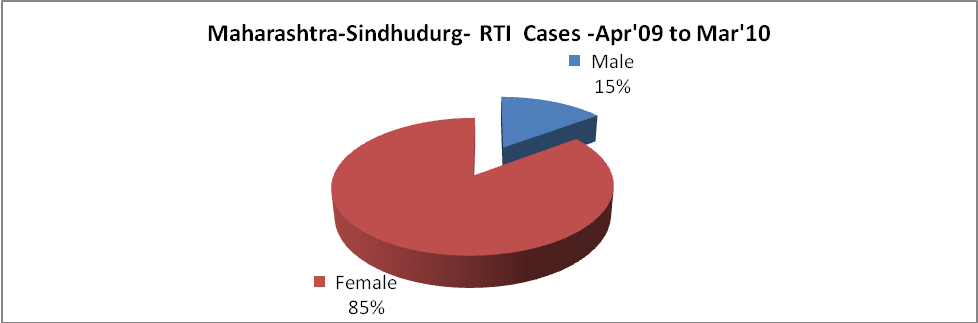 Maharashtra-Sindhudurg- RTI  Cases -Apr'09 to Mar'10
Male
15%
Female
85%